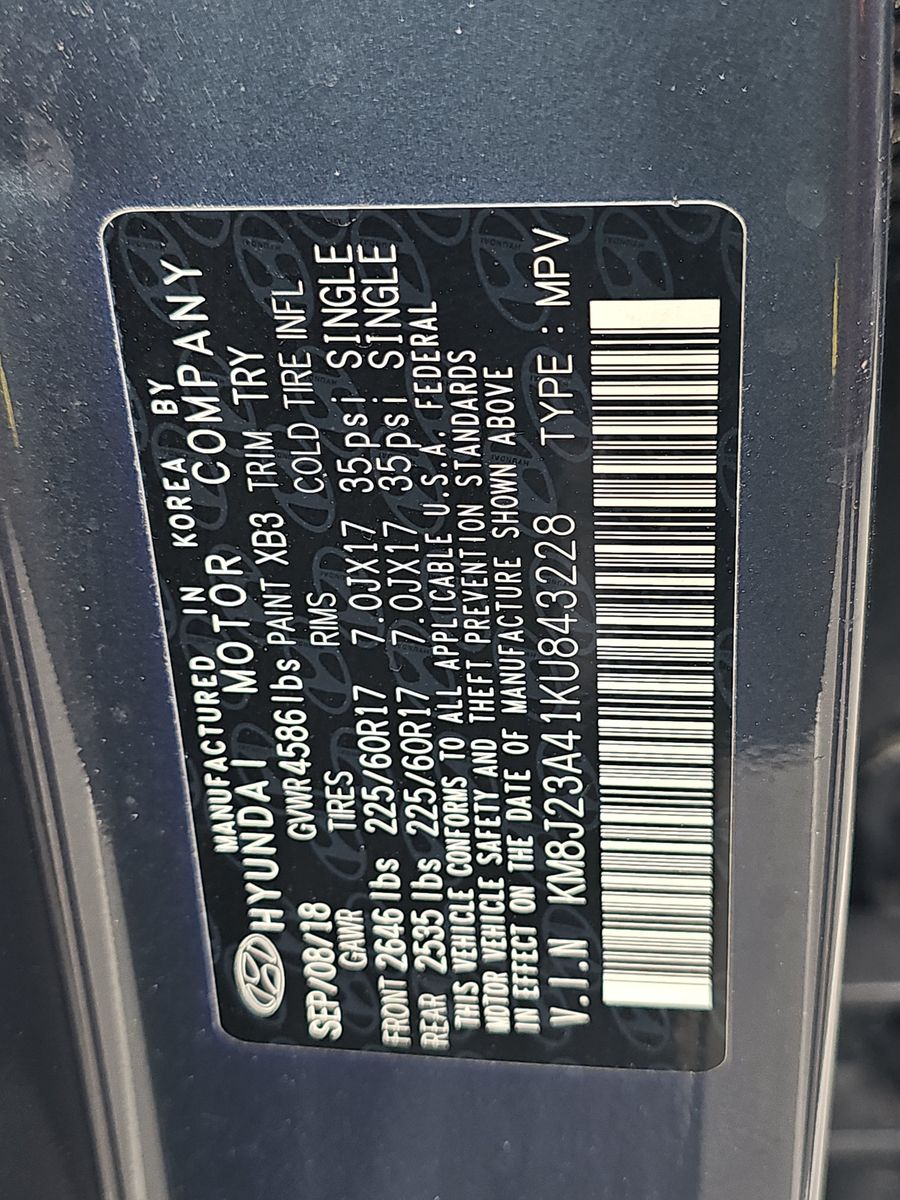 MANUFACTURED IN KOREA BY
HYUNDAI MOTOR COMPANY
SEP/08/18 GVWR4586lbs PAINT XB3 TRIM TRY
GAWR TIRES RIMS COLD TIRE INFL
FRONT 2646 lbs 225/60R17 7.0JX17 35psi SINGLE
REAR 2535 lbs 225/60R17 7.0JX17 35psi SINGLE
THIS VEHICLE CONFORMS TO ALL APPLICABLE U.S.A. FEDERAL
MOTOR VEHICLE SAFETY AND THEFT PREVENTION STANDARDS
IN EFFECT ON THE DATE OF MANUFACTURE SHOWN ABOVE
V.I.N KM8J23A41KU843228 TYPE : MPV